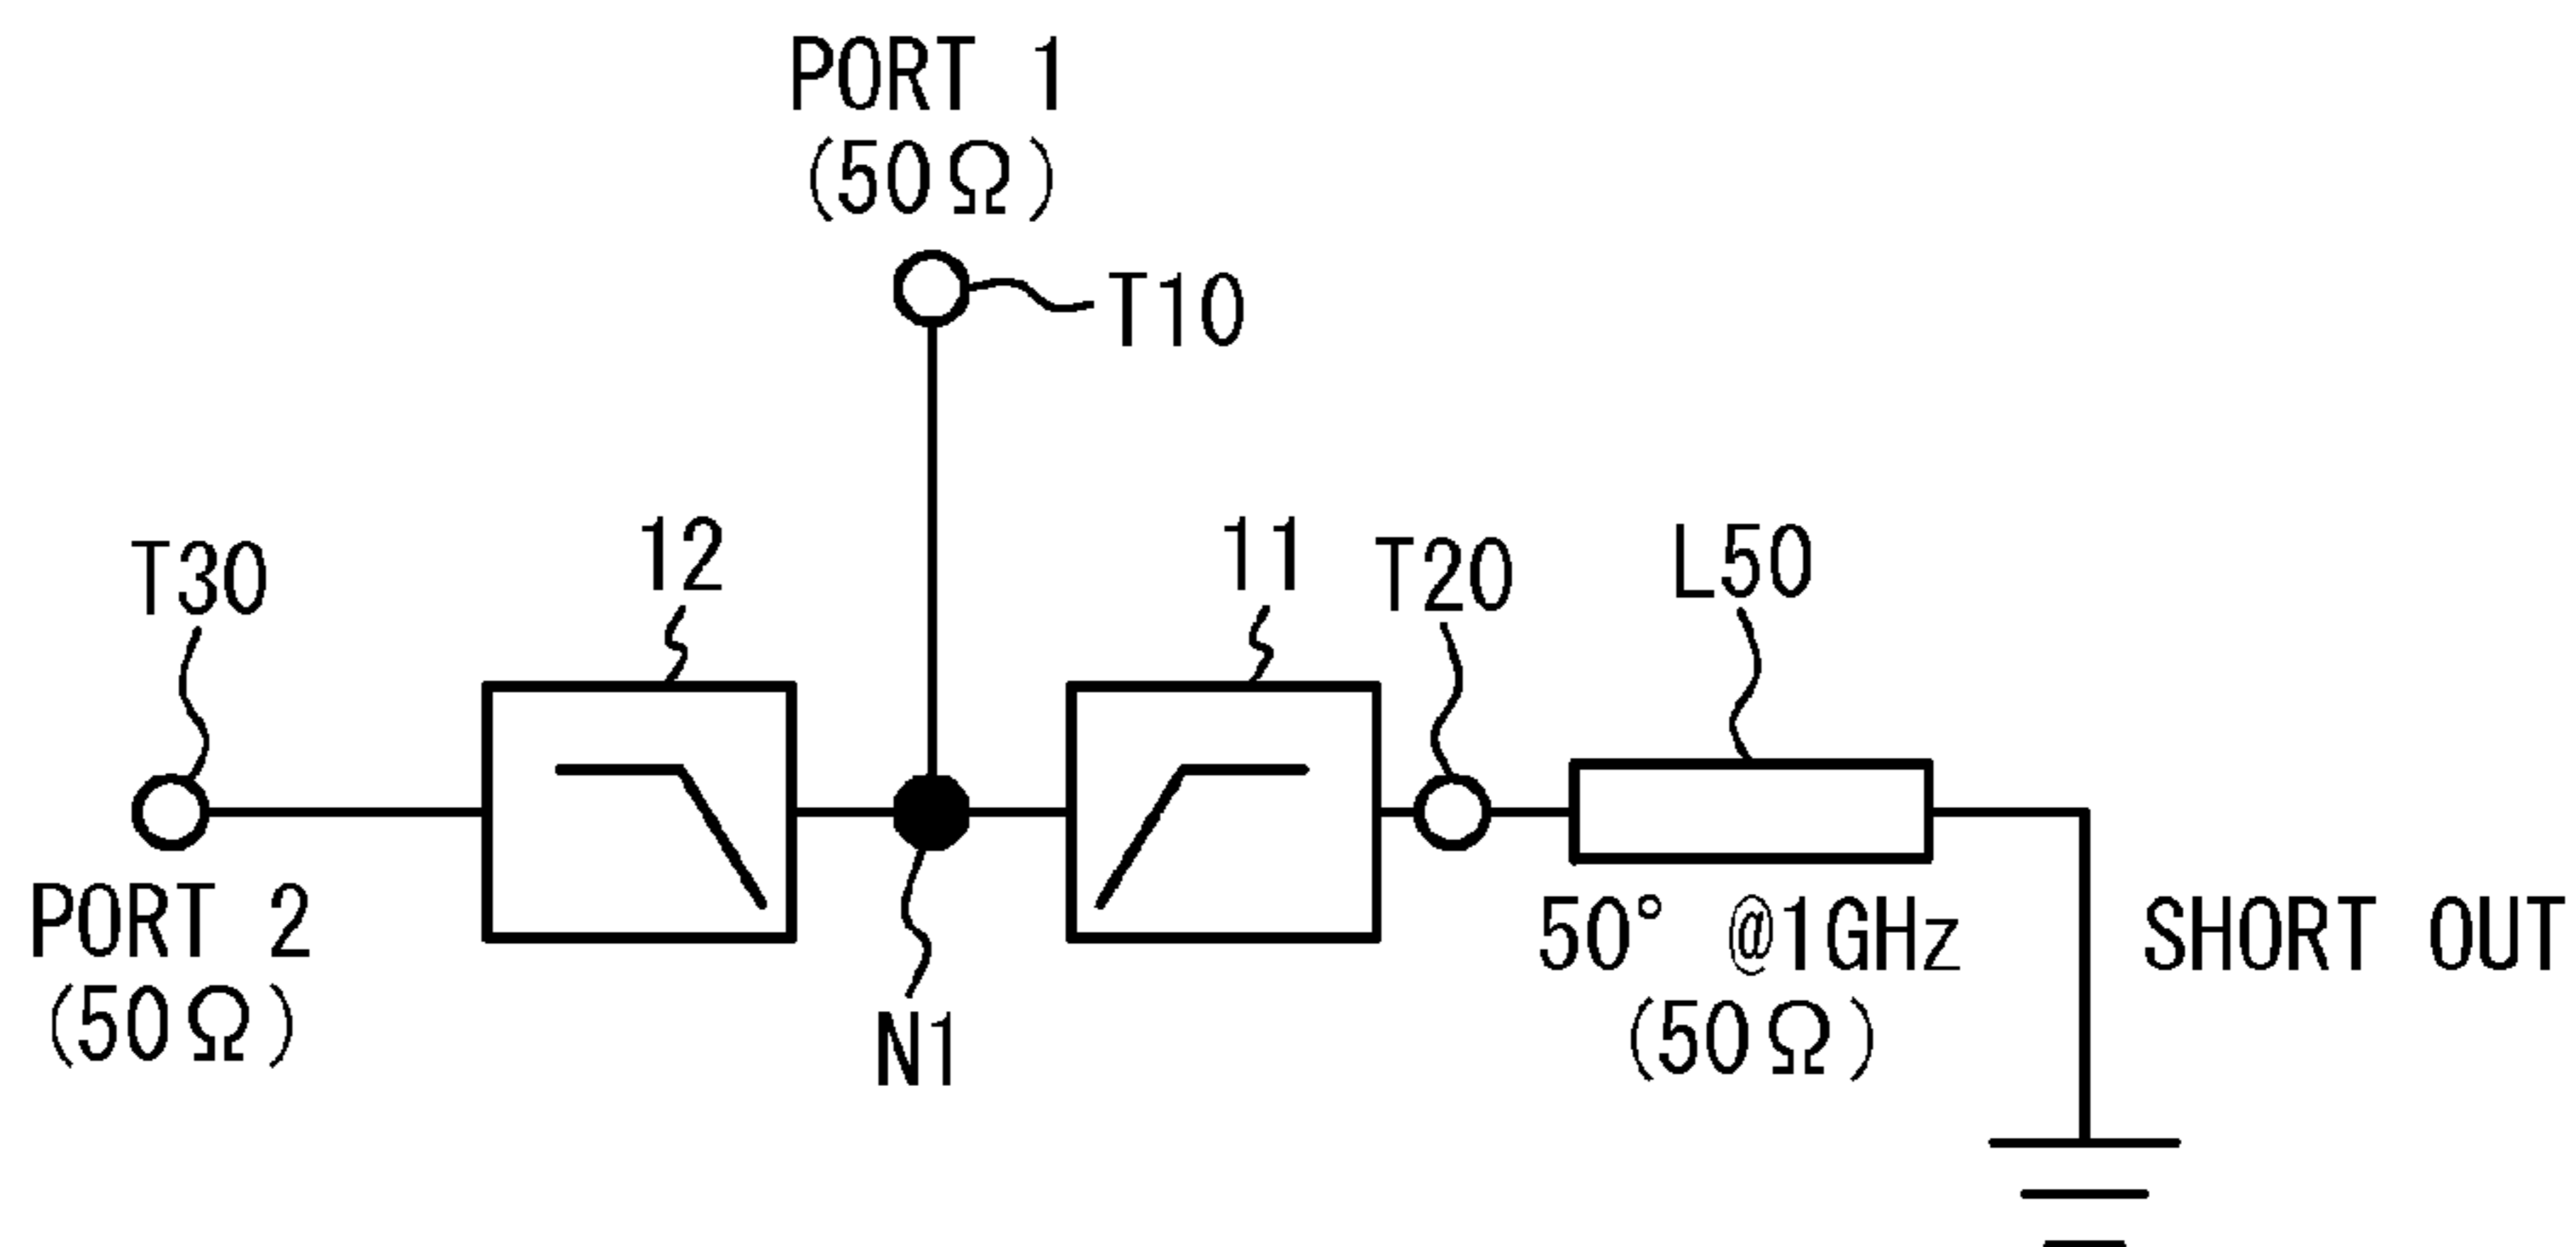 PORT 1
(50Ω)
T10
T30
12
11
T20
L50
PORT 2
(50Ω)
N1
50° @1GHz
(50Ω)
SHORT OUT